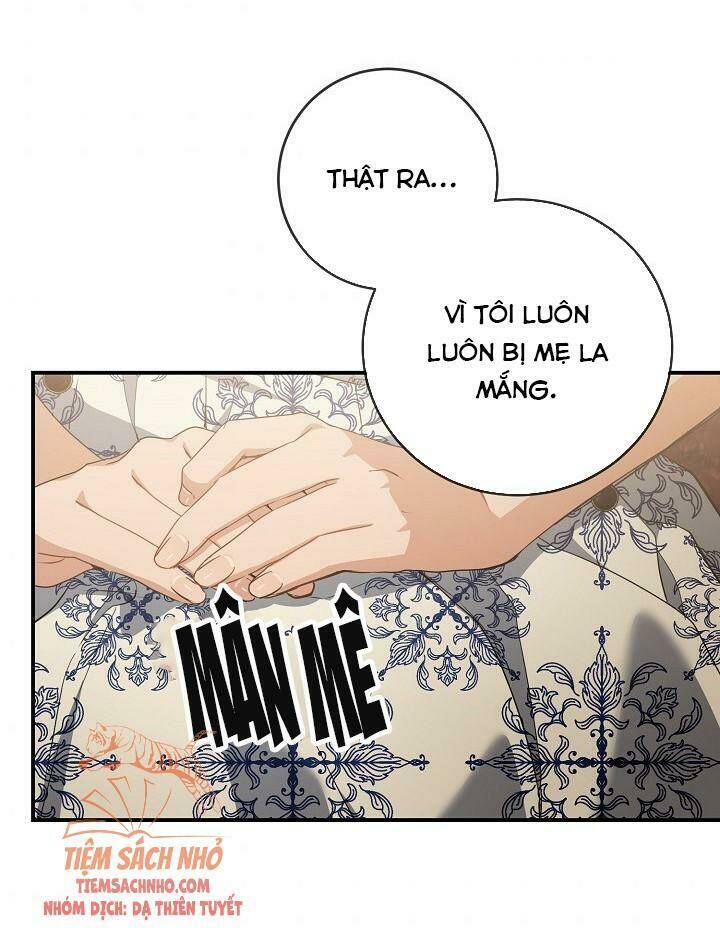 THẬT RA...
VÌ TÔI LUÔN
LUÔN BỊ MẸ LA
MẮNG.
MÂN MÊ
TIỆM SÁCH NHỎ
TIEMSACHNHO.COM
NHÓM DỊCH: DẠ THIÊN TUYẾT